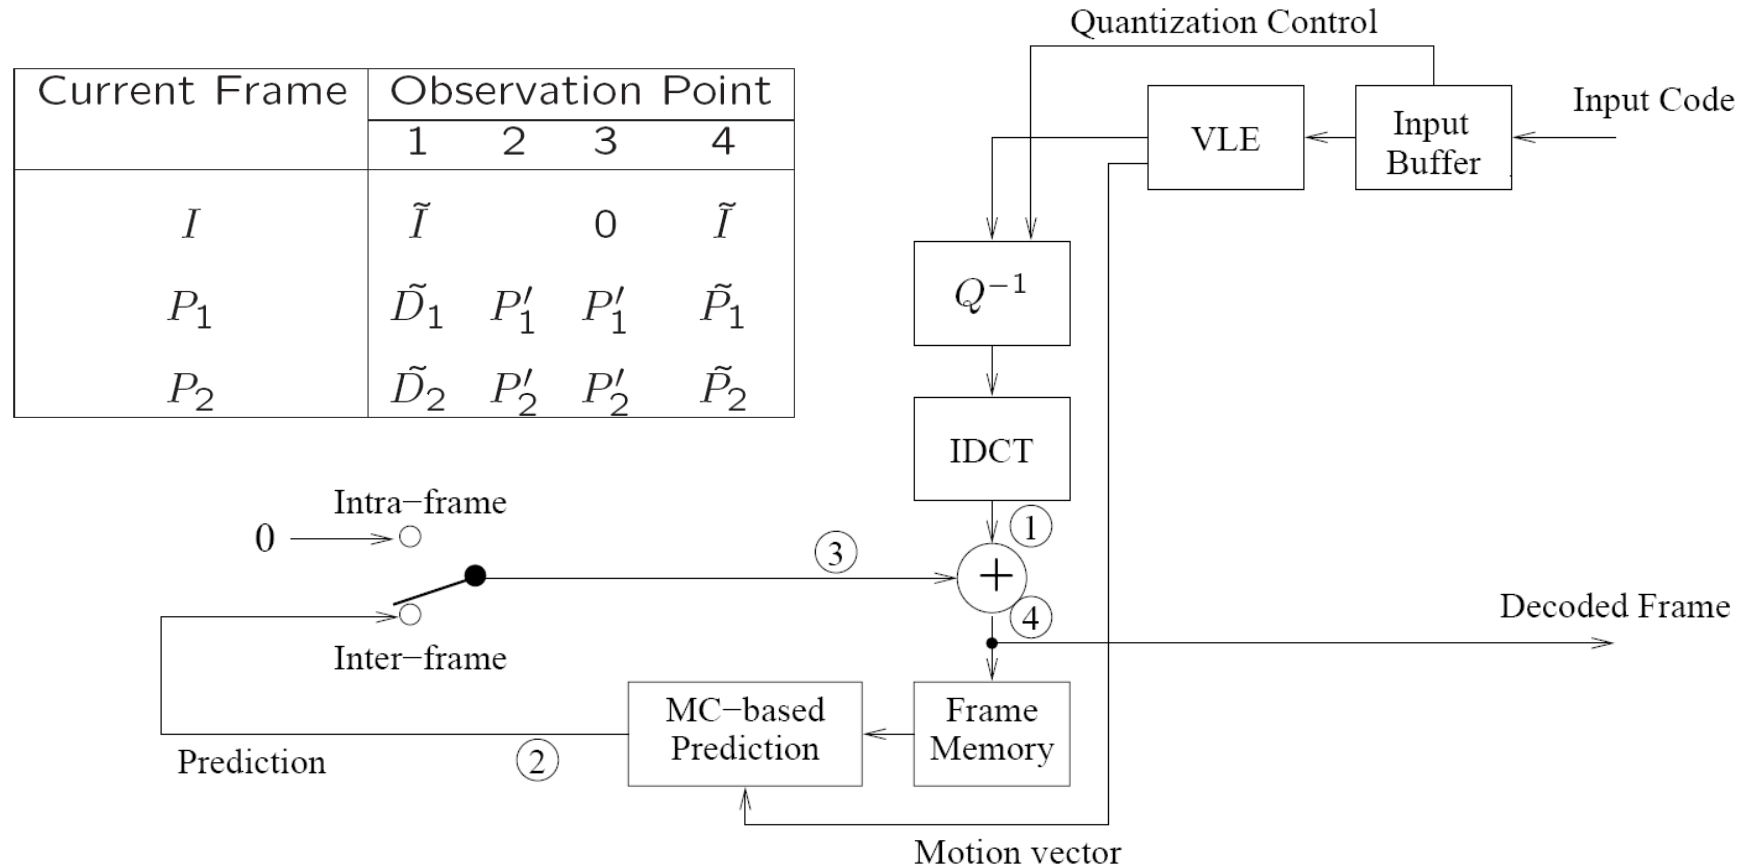 Quantization Control
Current Frame Observation Point
1 2 3 4
I Ĩ 0 Ĩ
P₁ D̃₁ P′₁ P′₁ P̃₁
P₂ D̃₂ P′₂ P′₂ P̃₂
Input Code
VLE
Input
Buffer
Q⁻¹
IDCT
Intra−frame
0
1
3
+
4
Decoded Frame
Inter−frame
MC−based
Prediction
Frame
Memory
Prediction
2
Motion vector